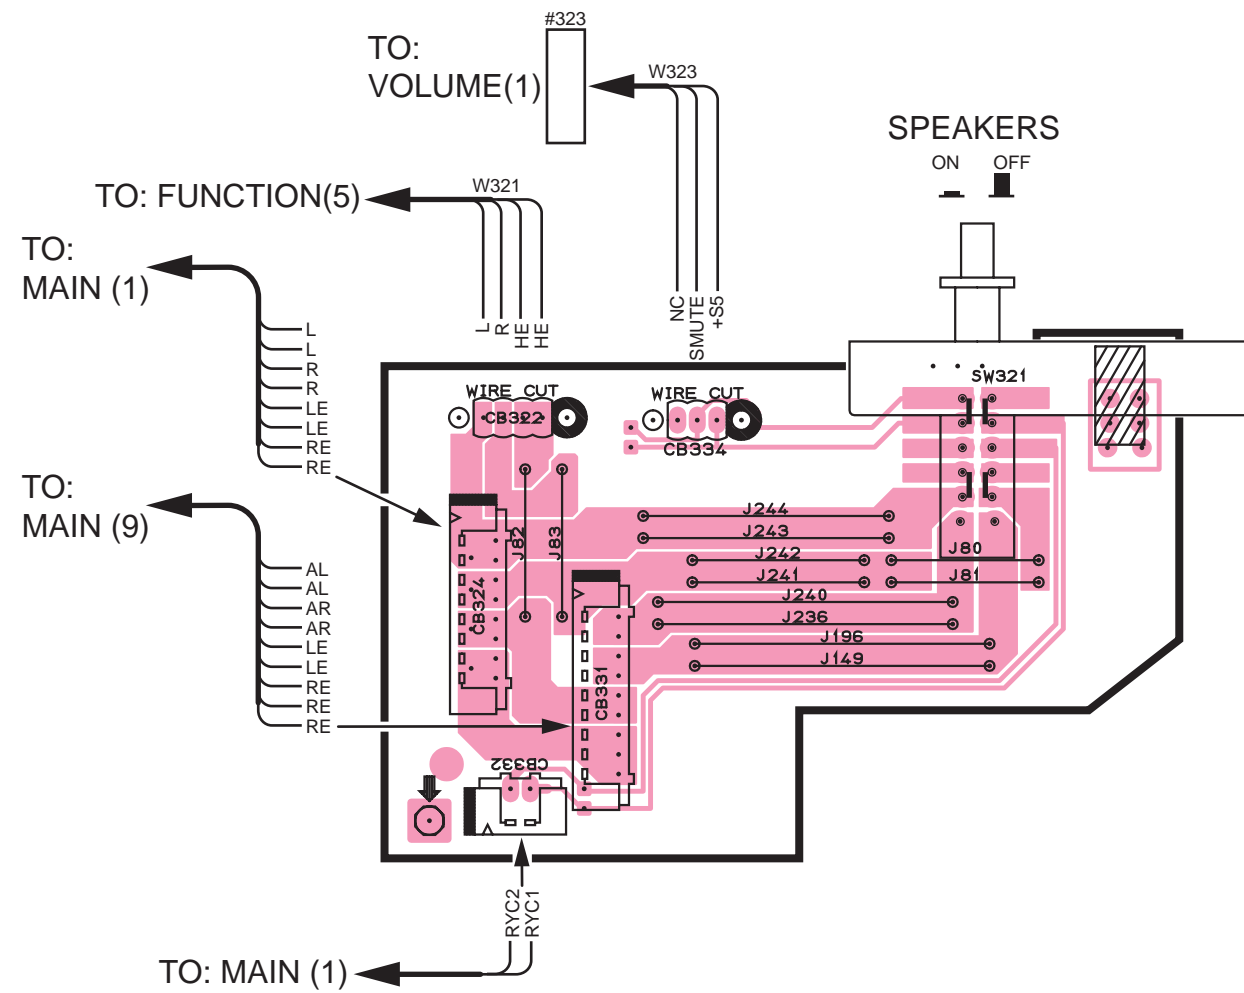 #323
TO:
VOLUME(1)
W323
NC
SMUTE
+S5
SPEAKERS
ON OFF
TO: FUNCTION(5)
W321
L
R
HE
HE
TO:
MAIN (1)
L
L
R
R
LE
LE
RE
RE
TO:
MAIN (9)
AL
AL
AR
AR
LE
LE
RE
RE
RE
WIRE CUT
CB322
WIRE CUT
CB334
SW321
J82
J83
CB324
CB331
J244
J243
J242
J241
J80
J81
J240
J236
J196
J149
CB332
RYC2
RYC1
TO: MAIN (1)